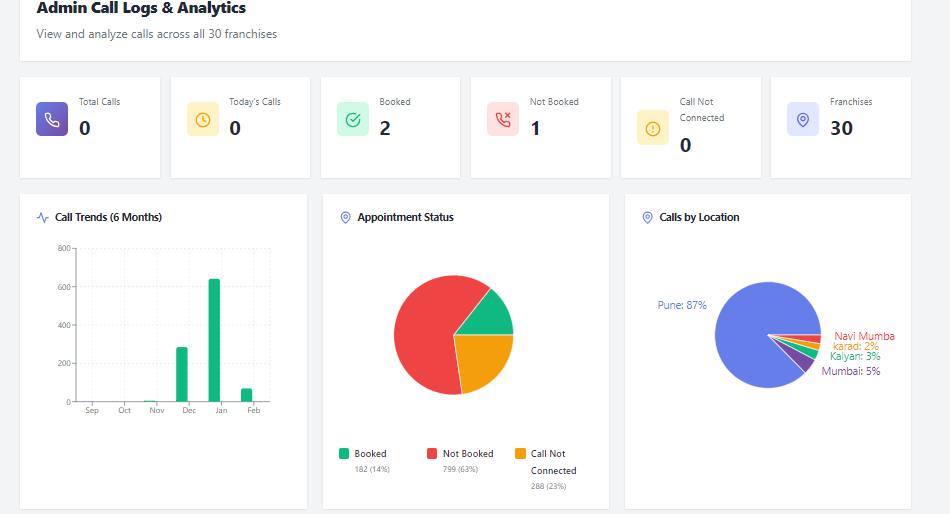 Admin Call Logs & Analytics
View and analyze calls across all 30 franchises
Total Calls
0
Today's Calls
0
Booked
2
Not Booked
1
Call Not
Connected
0
Franchises
30
Call Trends (6 Months)
800
600
400
200
0
Sep Oct Nov Dec Jan Feb
Appointment Status
Booked
182 (14%)
Not Booked
799 (63%)
Call Not
Connected
288 (23%)
Calls by Location
Pune: 87%
Navi Mumba
karad: 2%
Kalyan: 3%
Mumbai: 5%